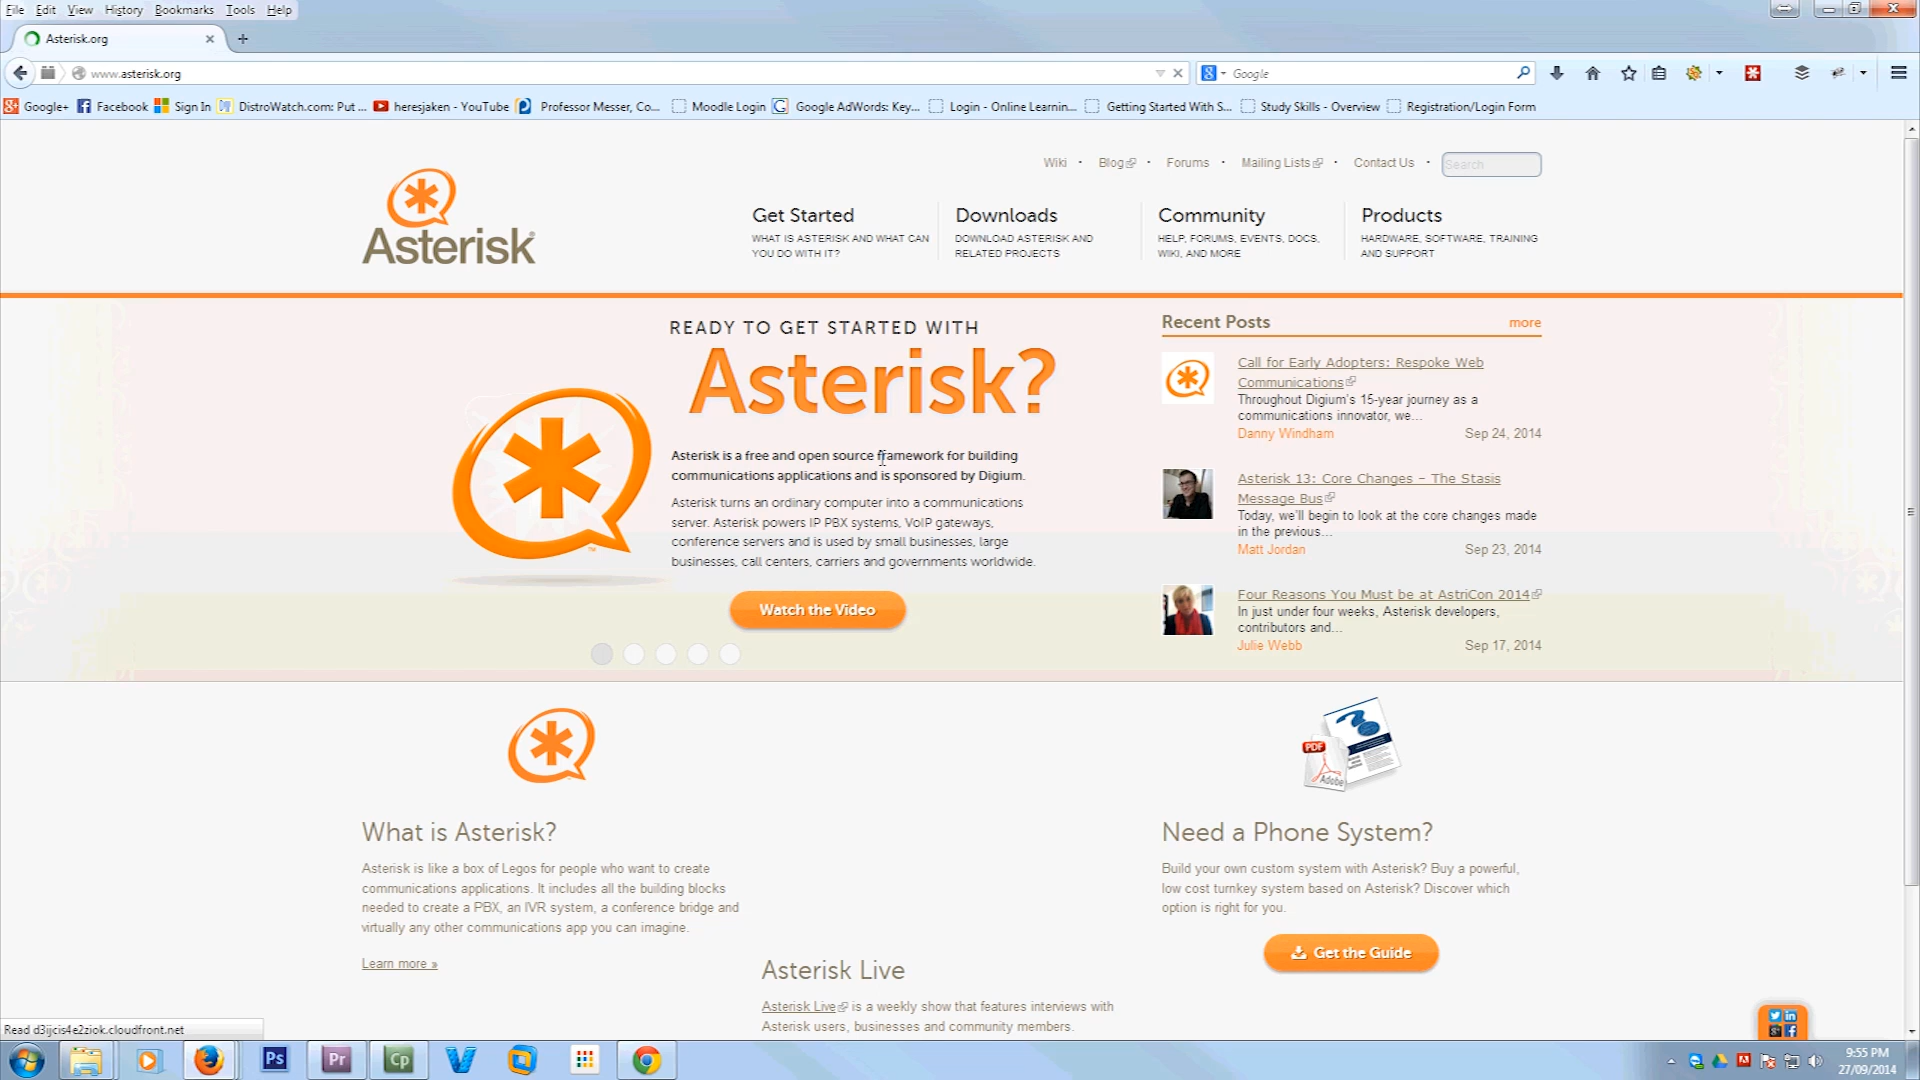 File Edit View History Bookmarks Tools Help
Asterisk.org
www.asterisk.org
Google
Google+ Facebook Sign In DistroWatch.com: Put ... heresjaken - YouTube Professor Messer, Co... Moodle Login Google AdWords: Key... Login - Online Learnin... Getting Started With S... Study Skills - Overview Registration/Login Form
Wiki • Blog • Forums • Mailing Lists • Contact Us •
Search
Asterisk
Get Started
WHAT IS ASTERISK AND WHAT CAN
YOU DO WITH IT?
Downloads
DOWNLOAD ASTERISK AND
RELATED PROJECTS
Community
HELP, FORUMS, EVENTS, DOCS,
WIKI, AND MORE
Products
HARDWARE, SOFTWARE, TRAINING
AND SUPPORT
READY TO GET STARTED WITH
Asterisk?
Asterisk is a free and open source framework for building
communications applications and is sponsored by Digium.
Asterisk turns an ordinary computer into a communications
server. Asterisk powers IP PBX systems, VoIP gateways,
conference servers and is used by small businesses, large
businesses, call centers, carriers and governments worldwide.
Watch the Video
Recent Posts more
Call for Early Adopters: Respoke Web
Communications
Throughout Digium's 15-year journey as a
communications innovator, we...
Danny Windham Sep 24, 2014
Asterisk 13: Core Changes – The Stasis
Message Bus
Today, we'll begin to look at the core changes made
in the previous...
Matt Jordan Sep 23, 2014
Four Reasons You Must be at AstriCon 2014
In just under four weeks, Asterisk developers,
contributors and...
Julie Webb Sep 17, 2014
What is Asterisk?
Asterisk is like a box of Legos for people who want to create
communications applications. It includes all the building blocks
needed to create a PBX, an IVR system, a conference bridge and
virtually any other communications app you can imagine.
Learn more »
Asterisk Live
Asterisk Live is a weekly show that features interviews with
Asterisk users, businesses and community members.
PDF
Adobe
Need a Phone System?
Build your own custom system with Asterisk? Buy a powerful,
low cost turnkey system based on Asterisk? Discover which
option is right for you.
Get the Guide
Read d3ijcis4e2ziok.cloudfront.net
Ps Pr Cp
9:55 PM
27/09/2014